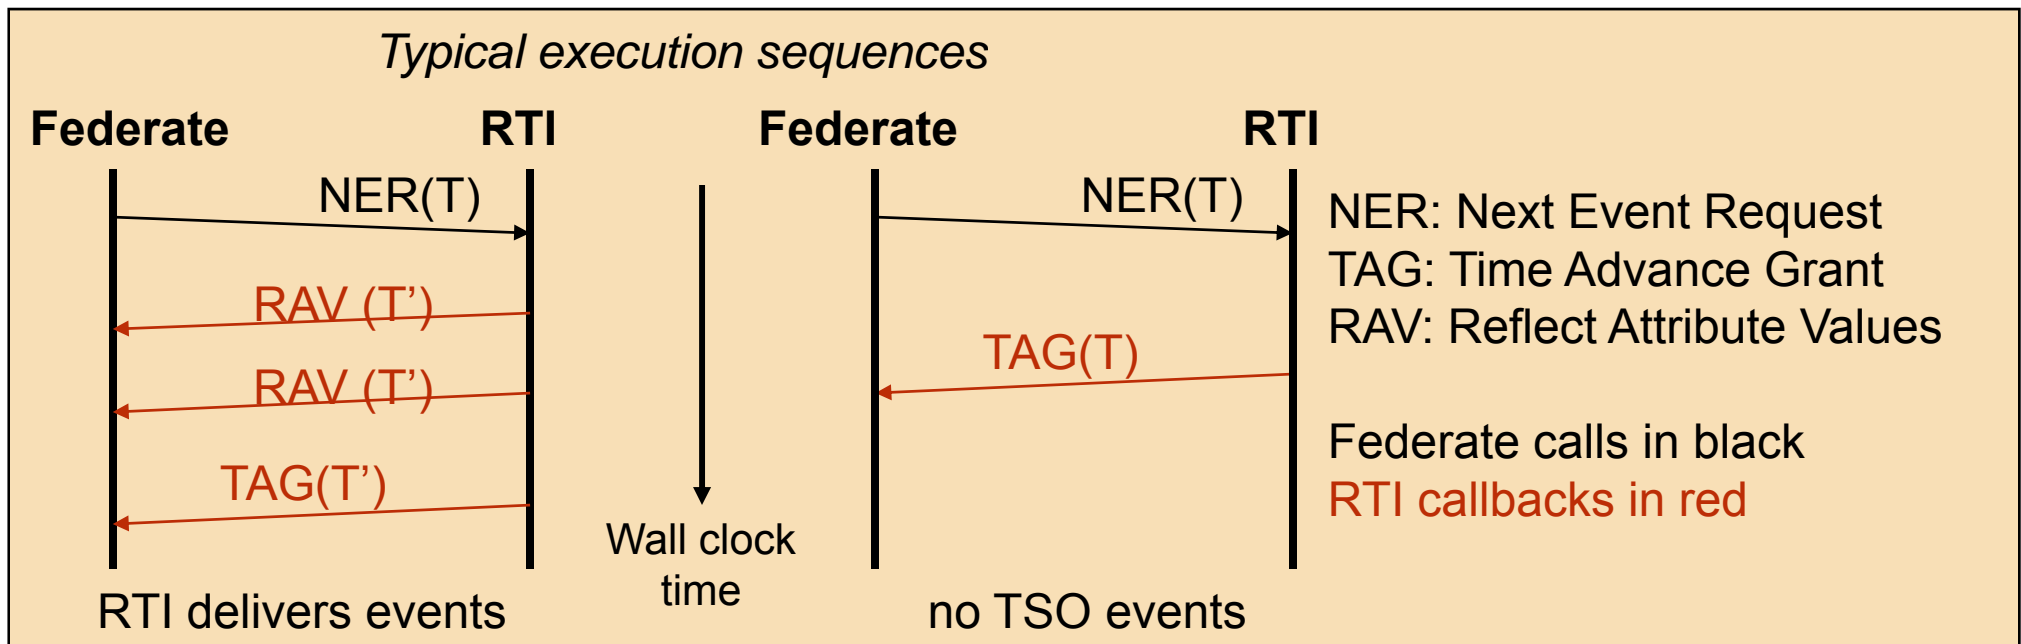 Typical execution sequences
Federate
RTI
NER(T)
RAV (T’)
RAV (T’)
TAG(T’)
RTI delivers events
Wall clock
time
Federate
RTI
NER(T)
TAG(T)
no TSO events
NER: Next Event Request
TAG: Time Advance Grant
RAV: Reflect Attribute Values
Federate calls in black
RTI callbacks in red